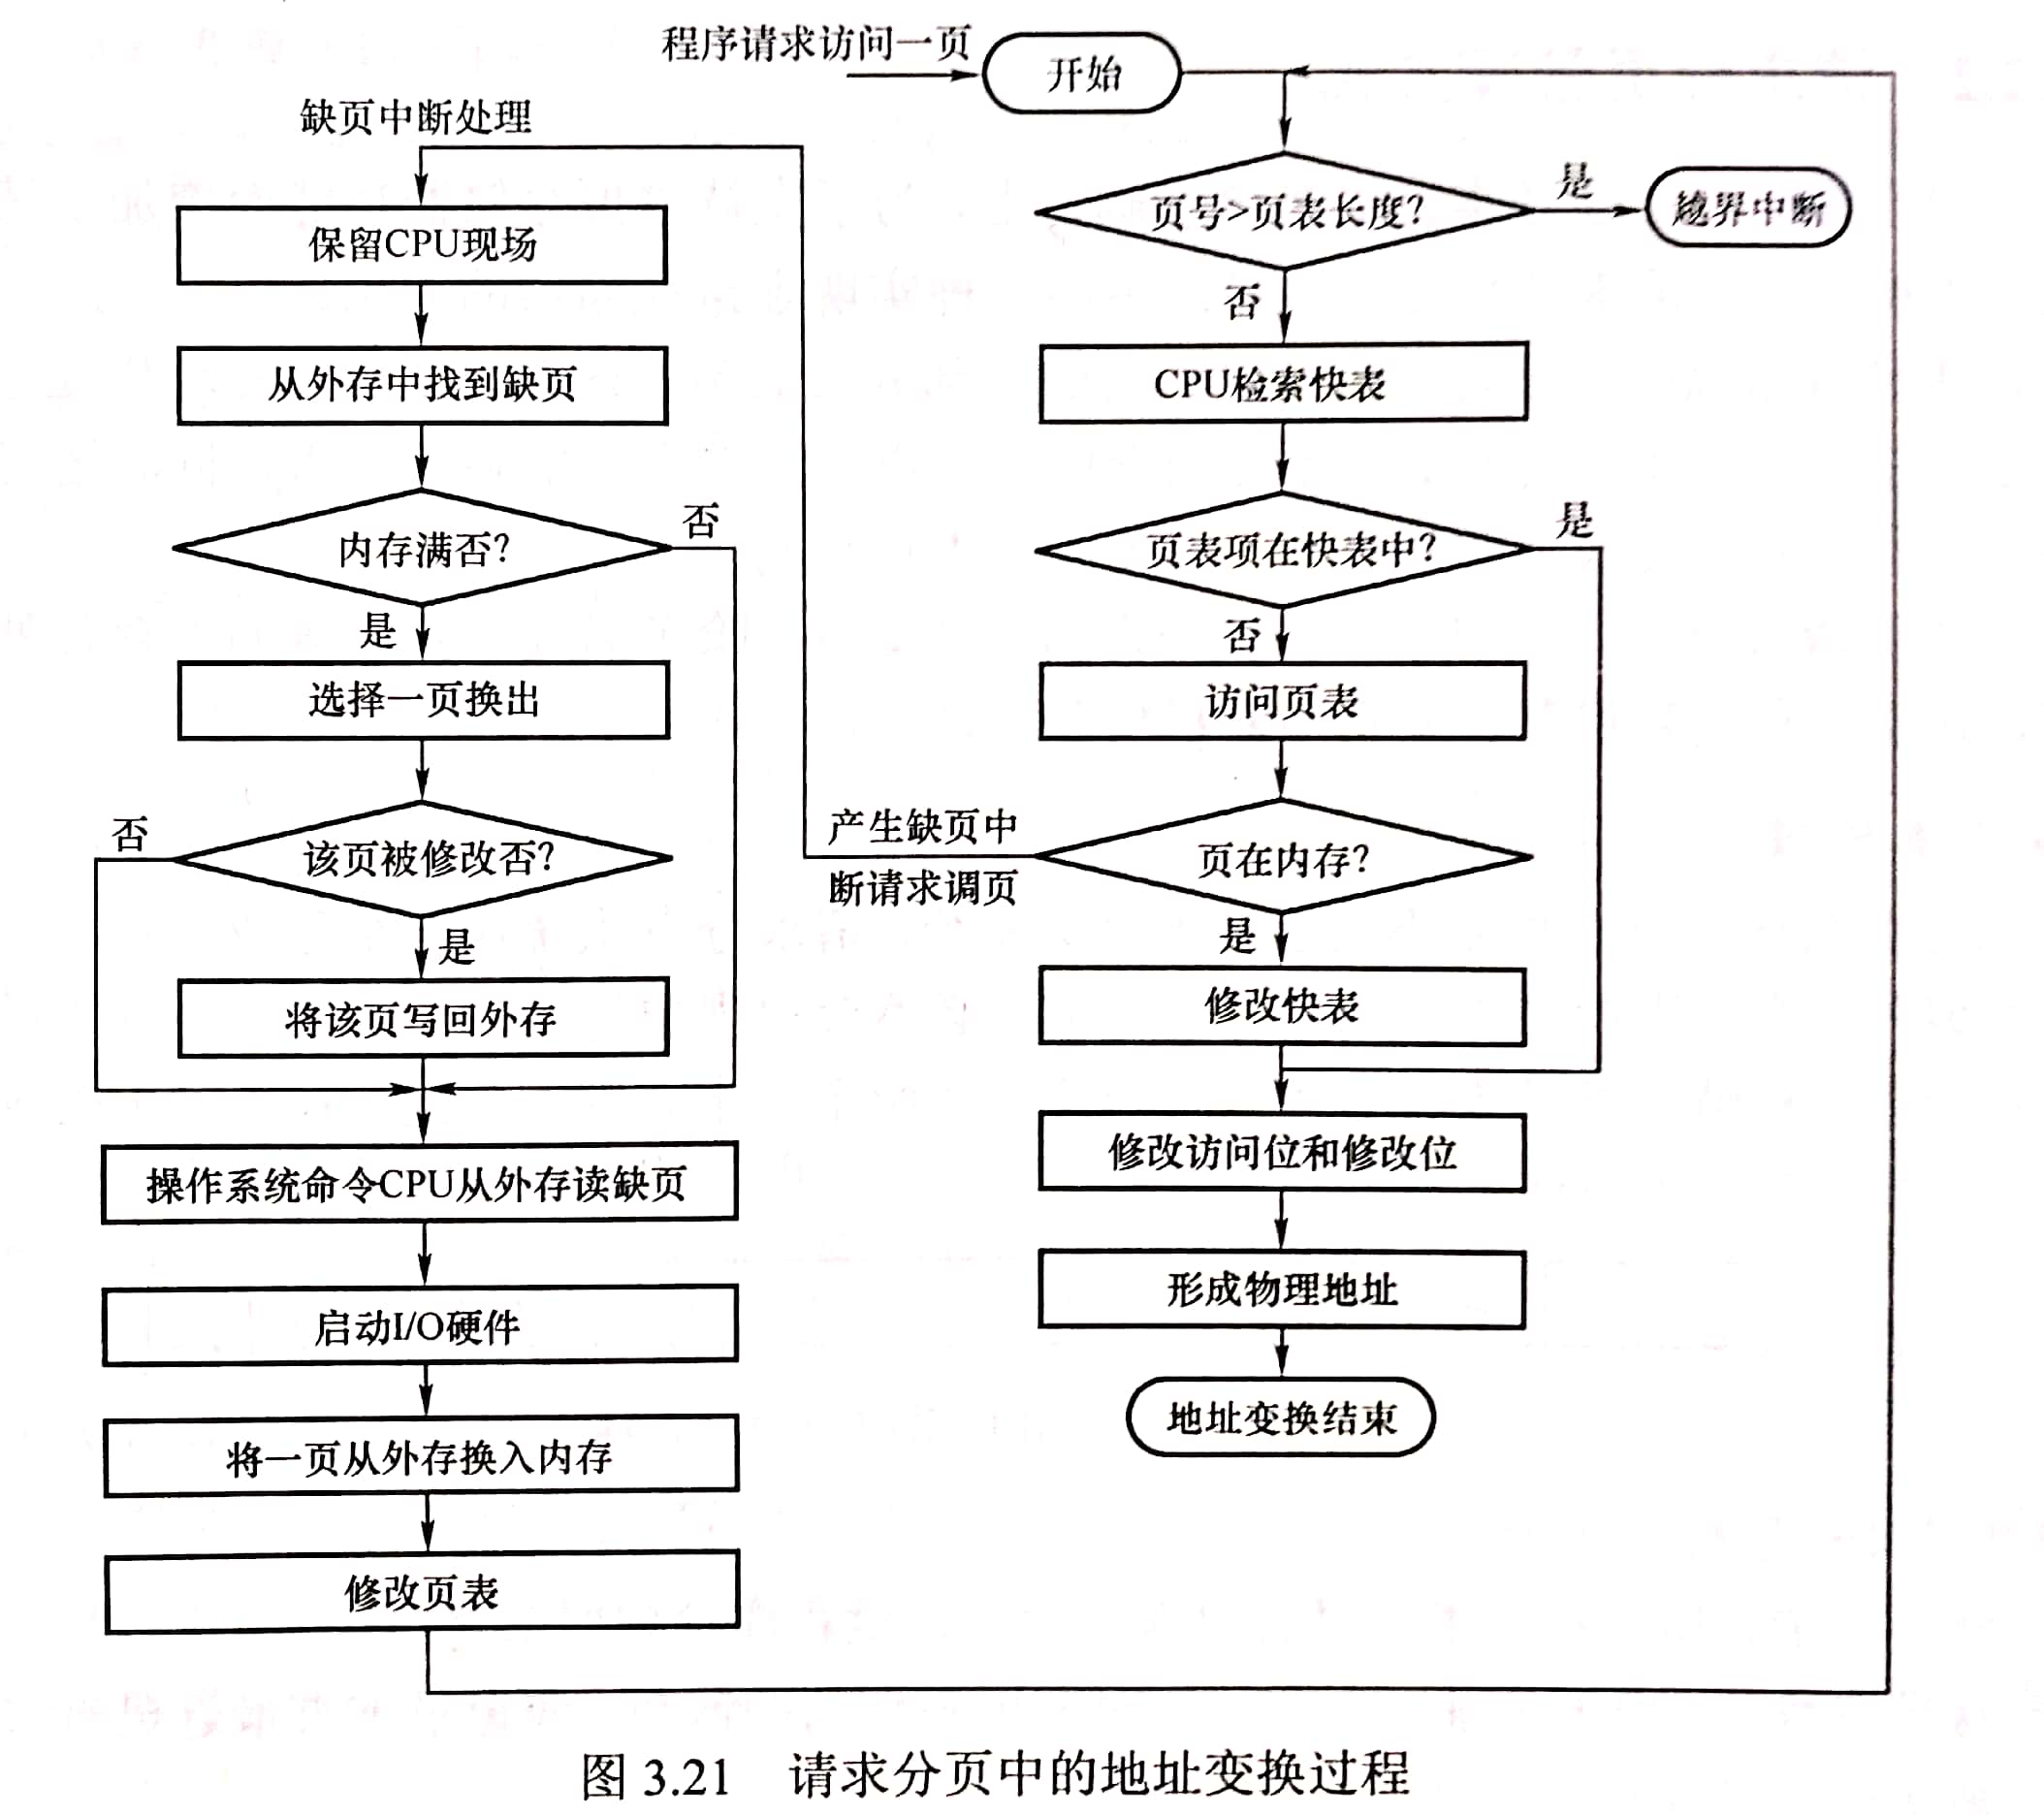 程序请求访问一页
开始
缺页中断处理
页号>页表长度?
是
越界中断
否
保留CPU现场
从外存中找到缺页
CPU检索快表
内存满否?
否
页表项在快表中?
是
是
否
选择一页换出
访问页表
否
该页被修改否?
产生缺页中
断请求调页
页在内存?
是
是
将该页写回外存
修改快表
操作系统命令CPU从外存读缺页
修改访问位和修改位
启动I/O硬件
形成物理地址
将一页从外存换入内存
地址变换结束
修改页表
图 3.21 请求分页中的地址变换过程